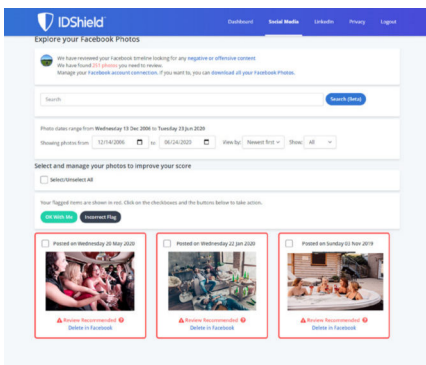 IDShield
Dashboard Social Media LinkedIn Privacy Logout
Explore your Facebook Photos
We have reviewed your Facebook timeline looking for any negative or offensive content
We have found 251 photos you need to review.
Manage your Facebook account connection, if you want to, you can download all your Facebook Photos.
Search Search (Beta)
Photo dates range from Wednesday 13 Dec 2006 to Tuesday 23 Jun 2020
Showing photos from 12/14/2006 to 06/24/2020 View by: Newest first Show: All
Select and manage your photos to improve your score
Select/Unselect All
Your flagged items are shown in red. Click on the checkboxes and the buttons below to take action.
OK With Me Incorrect Flag
Posted on Wednesday 20 May 2020 Posted on Wednesday 22 Jan 2020 Posted on Sunday 03 Nov 2019
Review Recommended Review Recommended Review Recommended
Delete in Facebook Delete in Facebook Delete in Facebook